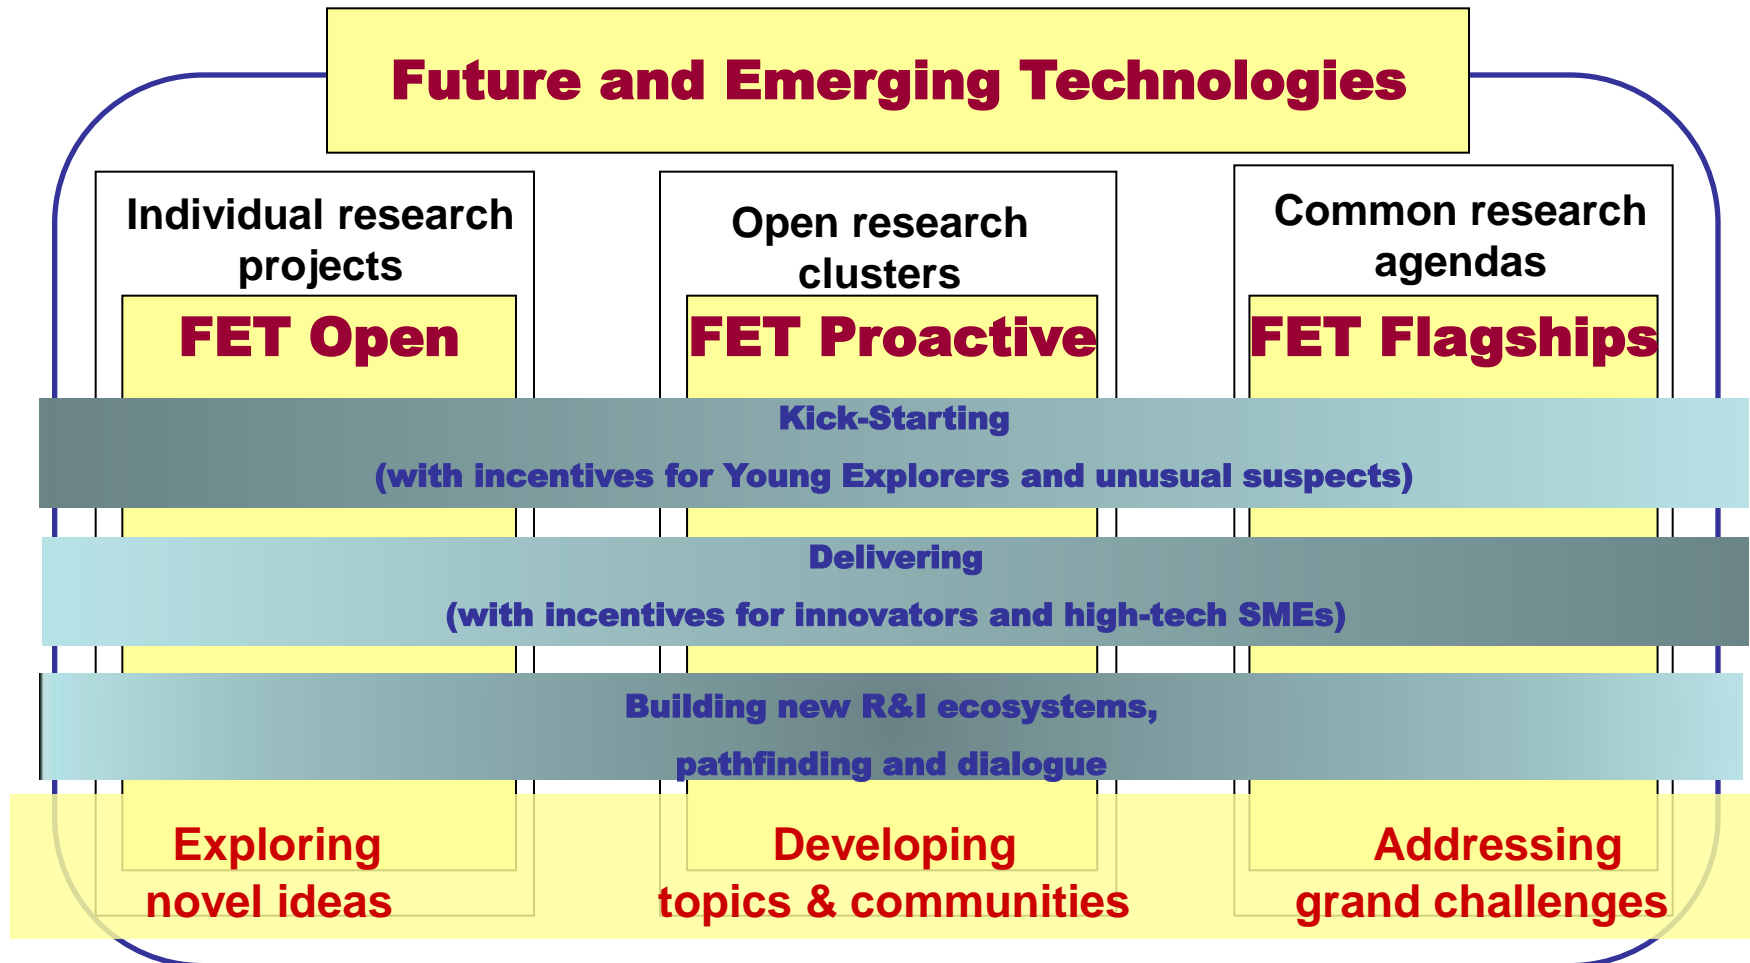 Future and Emerging Technologies
Individual research
projects
Open research
clusters
Common research
agendas
FET Open
FET Proactive
FET Flagships
Kick-Starting
(with incentives for Young Explorers and unusual suspects)
Delivering
(with incentives for innovators and high-tech SMEs)
Building new R&I ecosystems,
pathfinding and dialogue
Exploring
novel ideas
Developing
topics & communities
Addressing
grand challenges